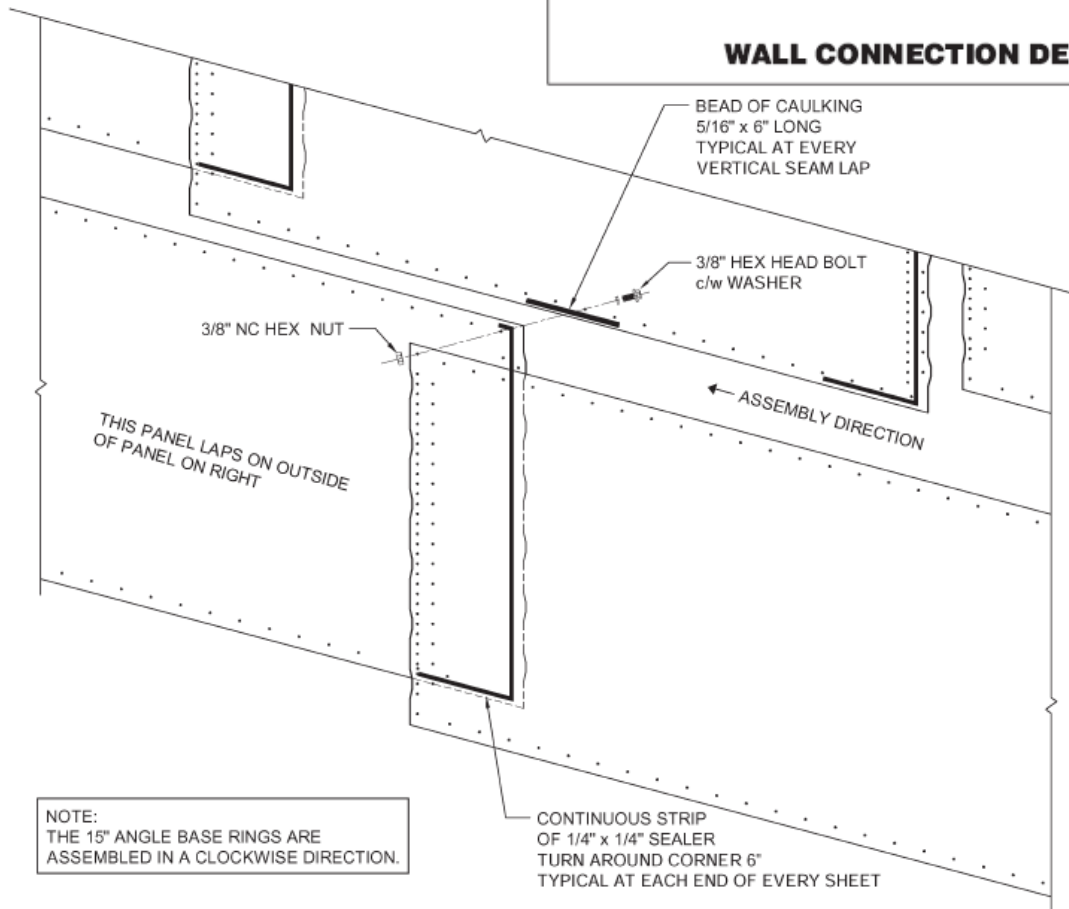 WALL CONNECTION DE
BEAD OF CAULKING
5/16" x 6" LONG
TYPICAL AT EVERY
VERTICAL SEAM LAP
3/8" HEX HEAD BOLT
c/w WASHER
3/8" NC HEX NUT
ASSEMBLY DIRECTION
THIS PANEL LAPS ON OUTSIDE
OF PANEL ON RIGHT
NOTE:
THE 15" ANGLE BASE RINGS ARE
ASSEMBLED IN A CLOCKWISE DIRECTION.
CONTINUOUS STRIP
OF 1/4" x 1/4" SEALER
TURN AROUND CORNER 6"
TYPICAL AT EACH END OF EVERY SHEET